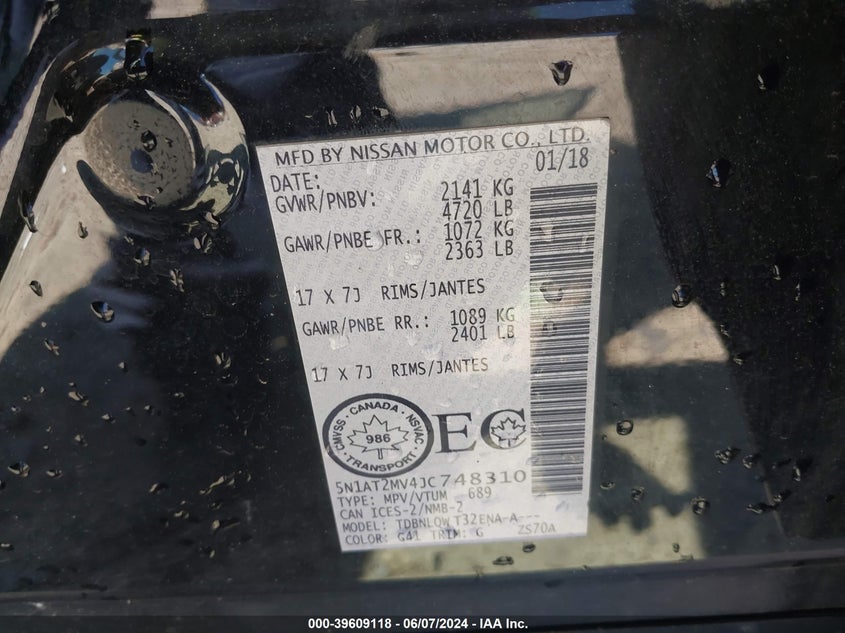 MFD BY NISSAN MOTOR CO., LTD.
DATE: 01/18
GVWR/PNBV: 2141 KG
4720 LB
GAWR/PNBE FR.: 1072 KG
2363 LB
17 X 7J RIMS/JANTES
GAWR/PNBE RR.: 1089 KG
2401 LB
17 X 7J RIMS/JANTES
CMVSS · CANADA · NSVAC
986
TRANSPORT
EC
5N1AT2MV4JC748310
TYPE: MPV/VTUM 689
CAN ICES-2/NMB-2
MODEL: TDBNLQW T32ENA-A---
COLOR: G41 TRIM: G ZS70A
000-39609118 - 06/07/2024 - IAA Inc.